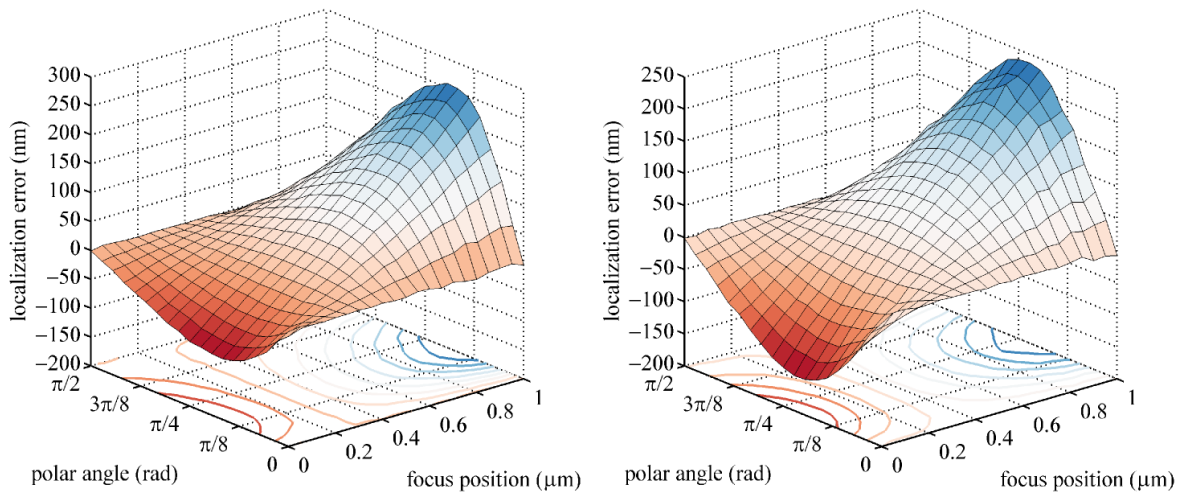 300
250
200
150
100
50
0
−50
−100
−150
−200
localization error (nm)
π/2
3π/8
π/4
π/8
0
polar angle (rad)
0
0.2
0.4
0.6
0.8
1
focus position (µm)
250
200
150
100
50
0
−50
−100
−150
−200
localization error (nm)
π/2
3π/8
π/4
π/8
0
polar angle (rad)
0
0.2
0.4
0.6
0.8
1
focus position (µm)